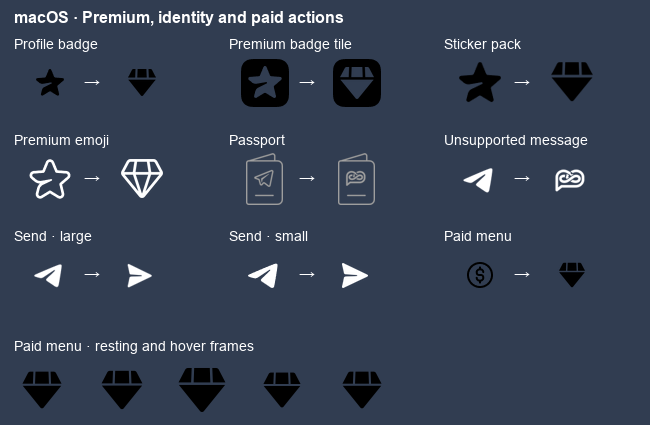 macOS · Premium, identity and paid actions
Profile badge
Premium badge tile
Sticker pack
Premium emoji
Passport
Unsupported message
Send · large
Send · small
Paid menu
Paid menu · resting and hover frames